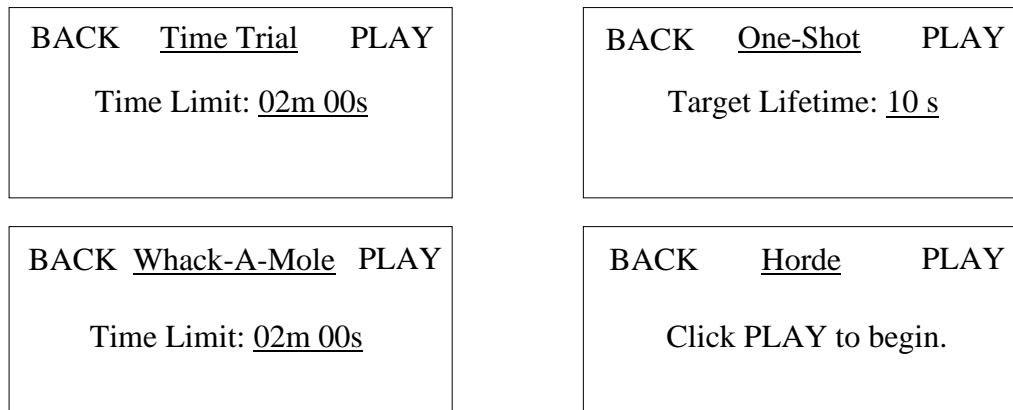 BACK Time Trial PLAY
Time Limit: 02m 00s
BACK One-Shot PLAY
Target Lifetime: 10 s
BACK Whack-A-Mole PLAY
Time Limit: 02m 00s
BACK Horde PLAY
Click PLAY to begin.